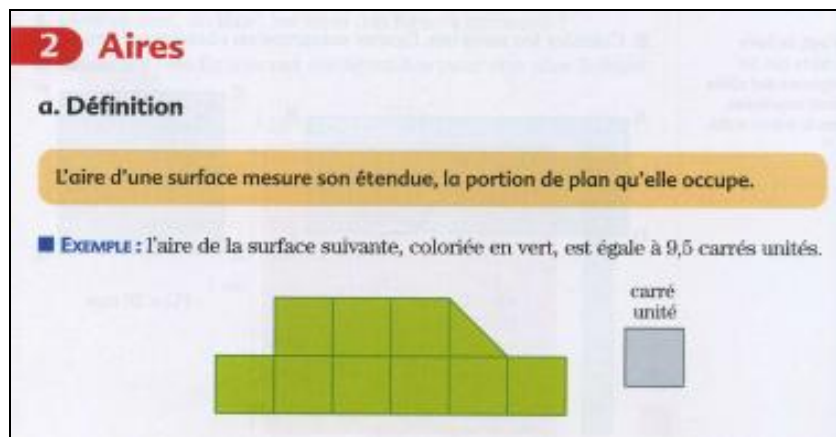 2 Aires
a. Définition
L'aire d'une surface mesure son étendue, la portion de plan qu'elle occupe.
EXEMPLE : l'aire de la surface suivante, coloriée en vert, est égale à 9,5 carrés unités.
carré
unité